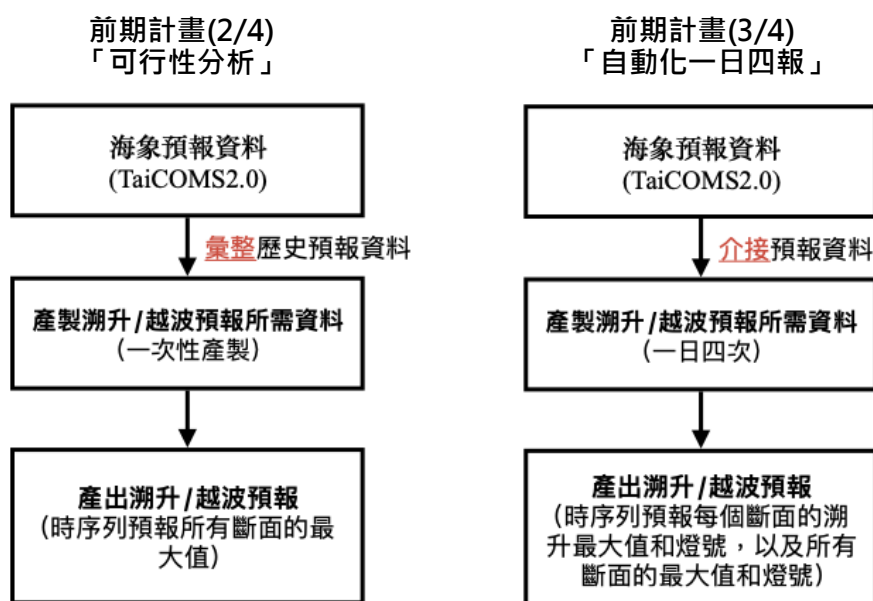 前期計畫(2/4)
「可行性分析」
海象預報資料
(TaiCOMS2.0)
彙整歷史預報資料
產製溯升/越波預報所需資料
（一次性產製）
產出溯升/越波預報
（時序列預報所有斷面的最
大值）
前期計畫(3/4)
「自動化一日四報」
海象預報資料
(TaiCOMS2.0)
介接預報資料
產製溯升/越波預報所需資料
（一日四次）
產出溯升/越波預報
（時序列預報每個斷面的溯
升最大值和燈號，以及所有
斷面的最大值和燈號）